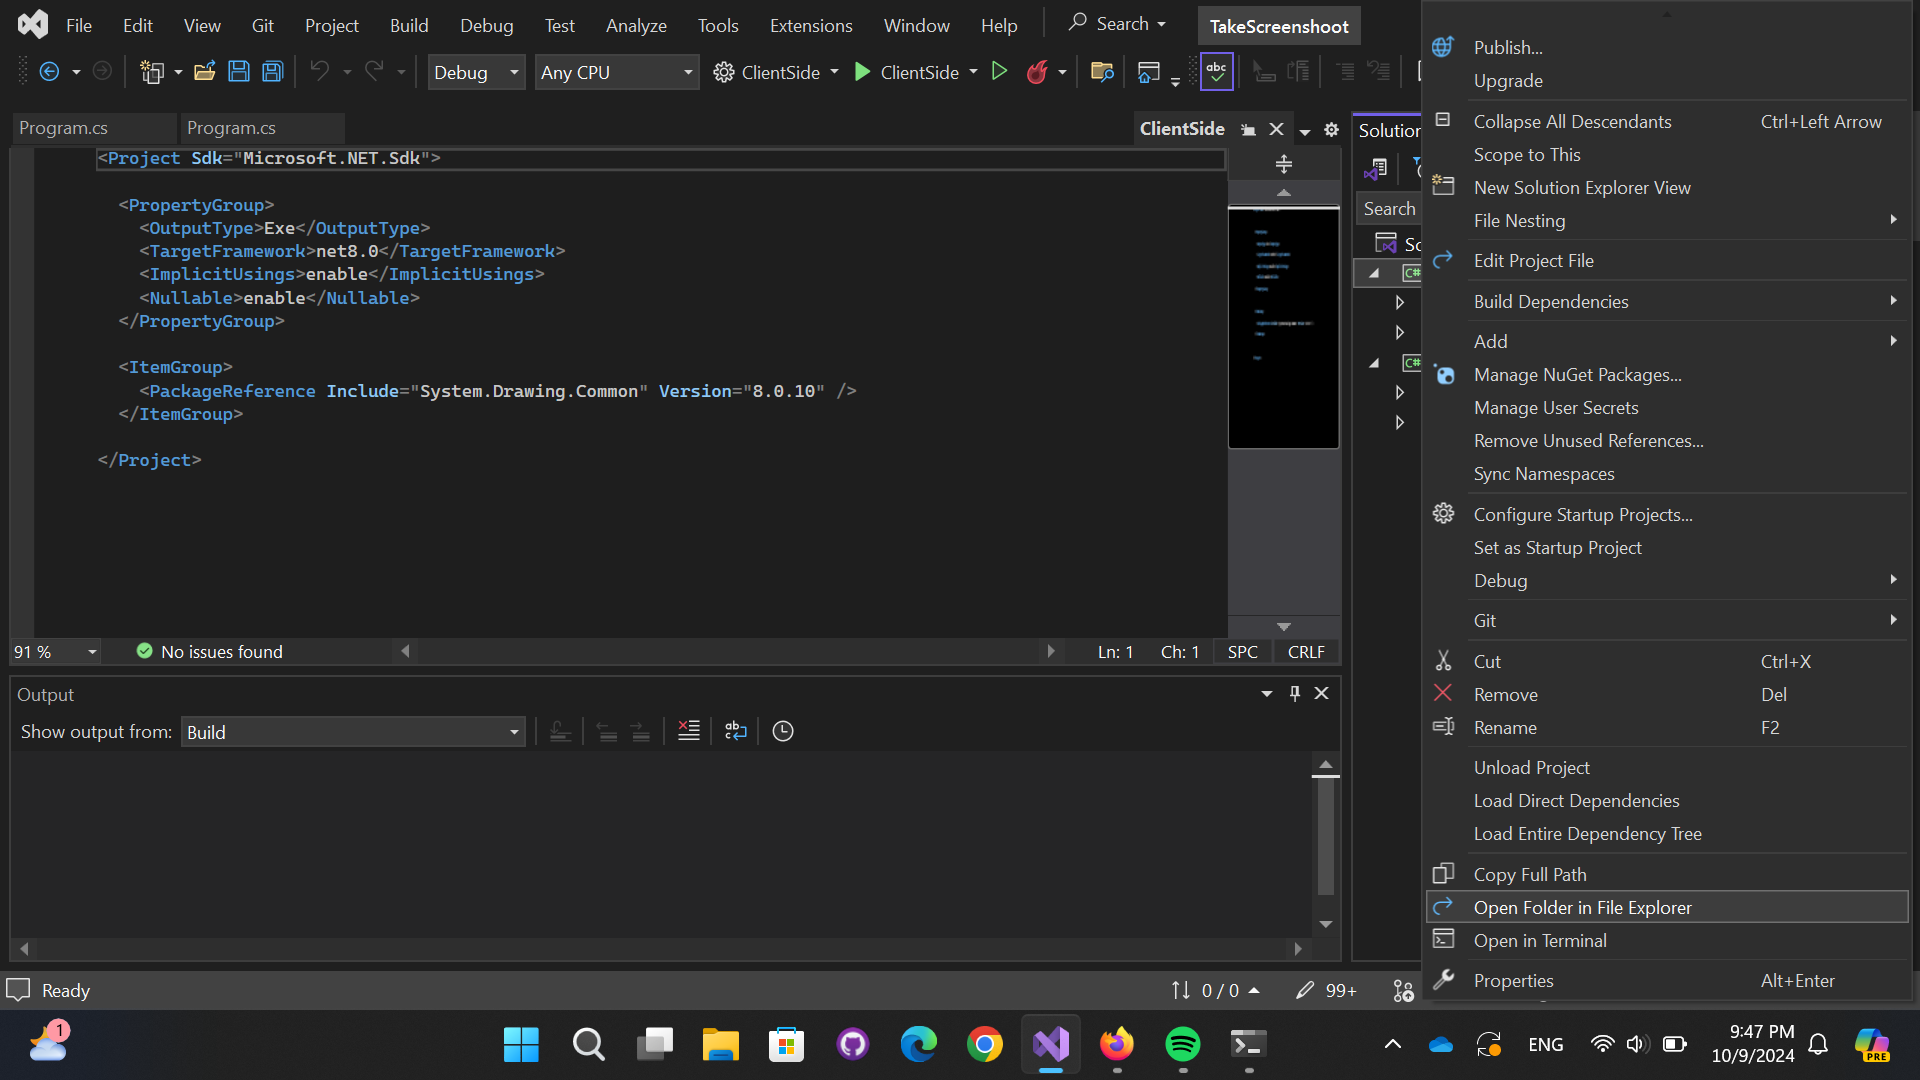 File Edit View Git Project Build Debug Test Analyze Tools Extensions Window Help Search TakeScreenshoot
Debug Any CPU ClientSide ClientSide abc
Program.cs Program.cs ClientSide
<Project Sdk="Microsoft.NET.Sdk">
<PropertyGroup>
<OutputType>Exe</OutputType>
<TargetFramework>net8.0</TargetFramework>
<ImplicitUsings>enable</ImplicitUsings>
<Nullable>enable</Nullable>
</PropertyGroup>
<ItemGroup>
<PackageReference Include="System.Drawing.Common" Version="8.0.10" />
</ItemGroup>
</Project>
91 % No issues found Ln: 1 Ch: 1 SPC CRLF
Output
Show output from: Build
Solution
Search
So
C#
C#
Publish...
Upgrade
Collapse All Descendants Ctrl+Left Arrow
Scope to This
New Solution Explorer View
File Nesting
Edit Project File
Build Dependencies
Add
Manage NuGet Packages...
Manage User Secrets
Remove Unused References...
Sync Namespaces
Configure Startup Projects...
Set as Startup Project
Debug
Git
Cut Ctrl+X
Remove Del
Rename F2
Unload Project
Load Direct Dependencies
Load Entire Dependency Tree
Copy Full Path
Open Folder in File Explorer
Open in Terminal
Properties Alt+Enter
Ready 0 / 0 99+
1 ENG 9:47 PM
10/9/2024 PRE